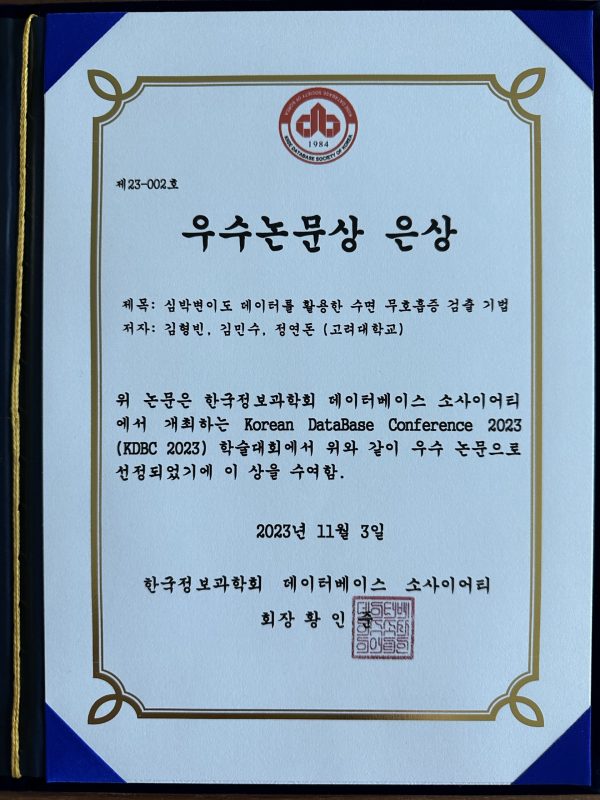 KIISE DATABASE SOCIETY OF KOREA
1984
제23-002호
우수논문상 은상
제목: 심박변이도 데이터를 활용한 수면 무호흡증 검출 기법
저자: 김형빈, 김민수, 정연돈 (고려대학교)
위 논문은 한국정보과학회 데이터베이스 소사이어티
에서 개최하는 Korean DataBase Conference 2023
(KDBC 2023) 학술대회에서 위와 같이 우수 논문으로
선정되었기에 이 상을 수여함.
2023년 11월 3일
한국정보과학회 데이터베이스 소사이어티
회장 황 인 준